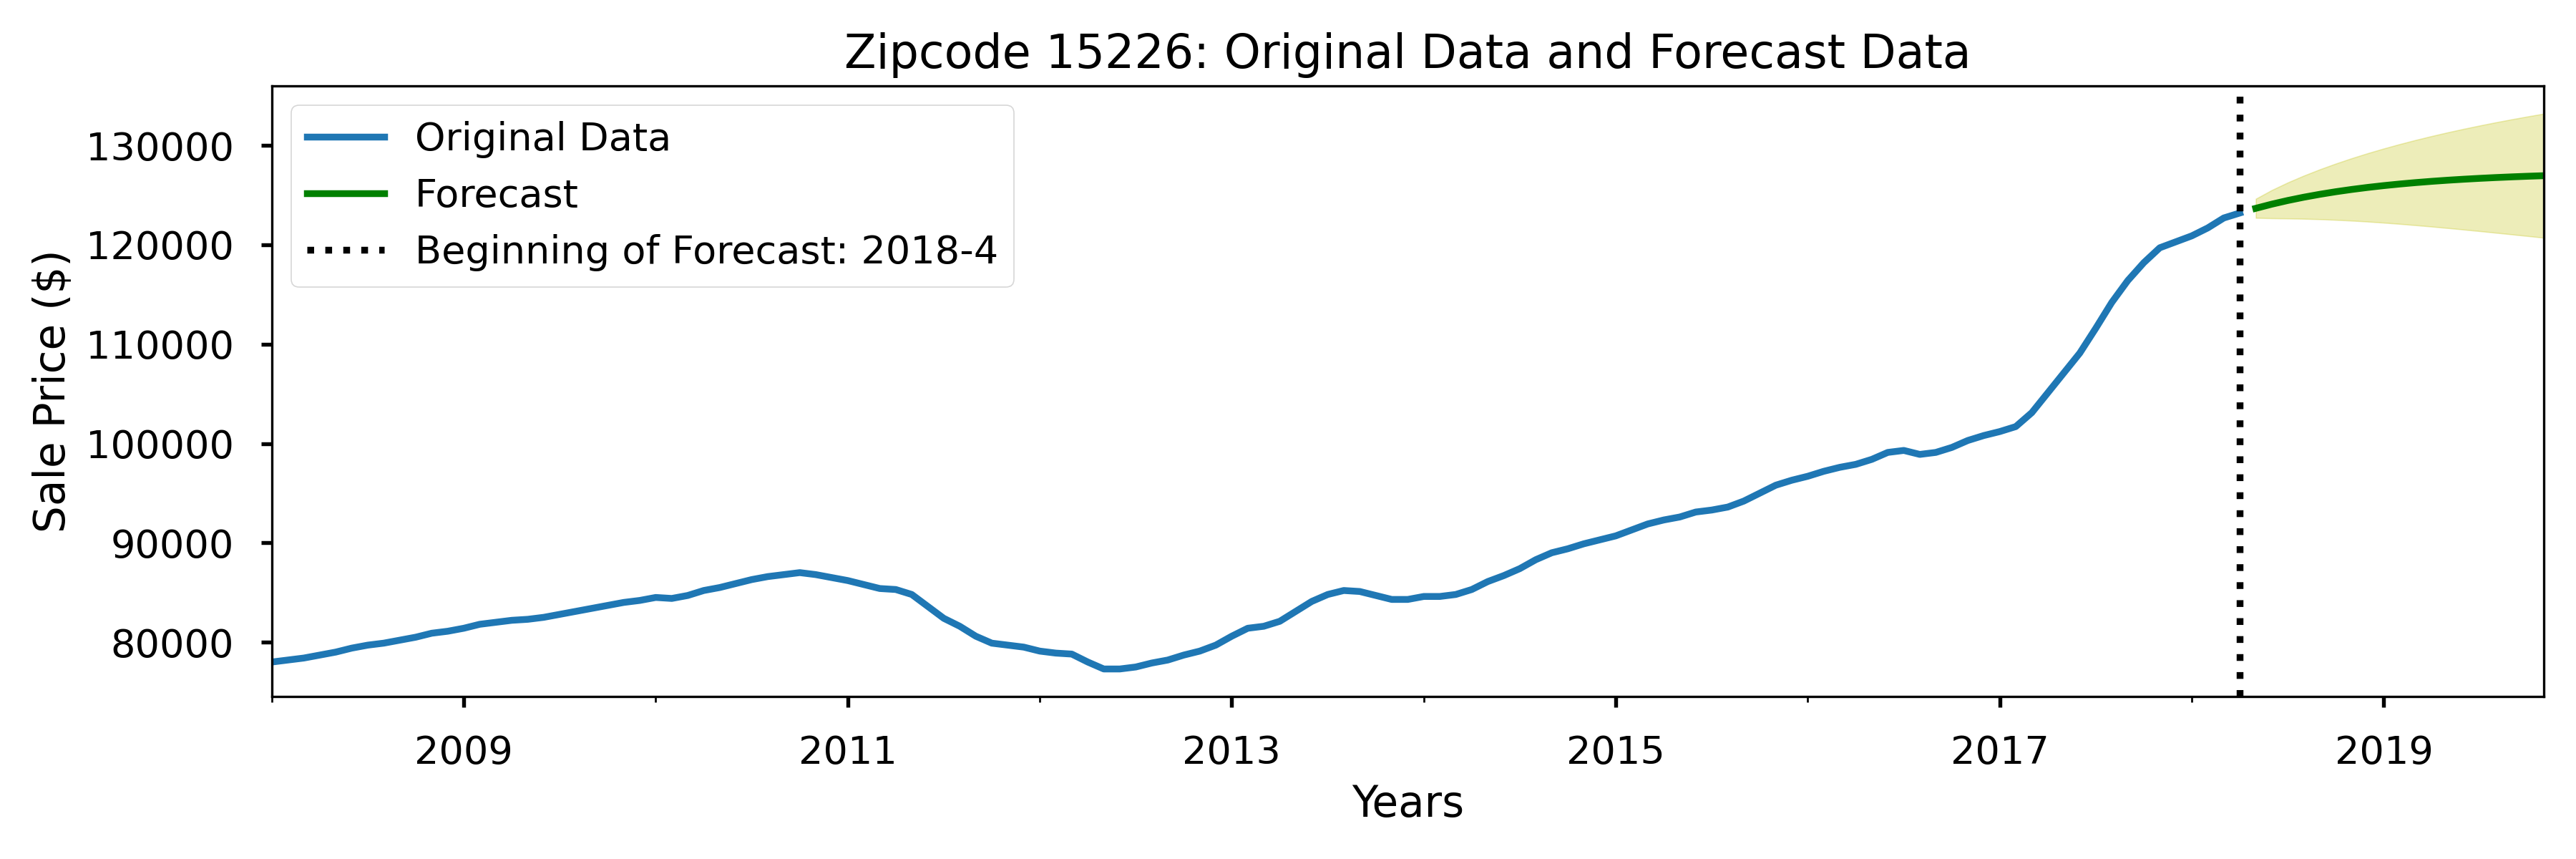 Zipcode 15226: Original Data and Forecast Data
Original Data
Forecast
Beginning of Forecast: 2018-4
Sale Price ($)
130000
120000
110000
100000
90000
80000
2009
2011
2013
2015
2017
2019
Years